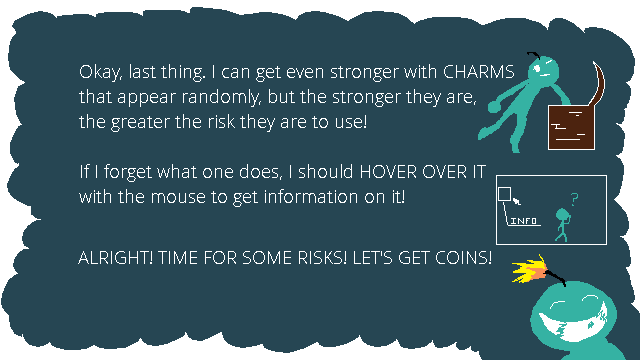 Okay, last thing. I can get even stronger with CHARMS
that appear randomly, but the stronger they are,
the greater the risk they are to use!
If I forget what one does, I should HOVER OVER IT
with the mouse to get information on it!
?
INFO
ALRIGHT! TIME FOR SOME RISKS! LET'S GET COINS!